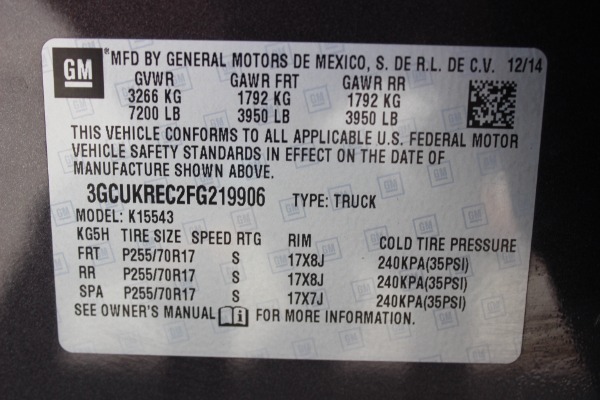 GM MFD BY GENERAL MOTORS DE MEXICO, S. DE R.L. DE C.V. 12/14
GVWR GAWR FRT GAWR RR
3266 KG 1792 KG 1792 KG
7200 LB 3950 LB 3950 LB
THIS VEHICLE CONFORMS TO ALL APPLICABLE U.S. FEDERAL MOTOR
VEHICLE SAFETY STANDARDS IN EFFECT ON THE DATE OF
MANUFACTURE SHOWN ABOVE.
3GCUKREC2FG219906 TYPE: TRUCK
MODEL: K15543
KG5H TIRE SIZE SPEED RTG RIM COLD TIRE PRESSURE
FRT P255/70R17 S 17X8J 240KPA(35PSI)
RR P255/70R17 S 17X8J 240KPA(35PSI)
SPA P255/70R17 S 17X7J 240KPA(35PSI)
SEE OWNER'S MANUAL FOR MORE INFORMATION.